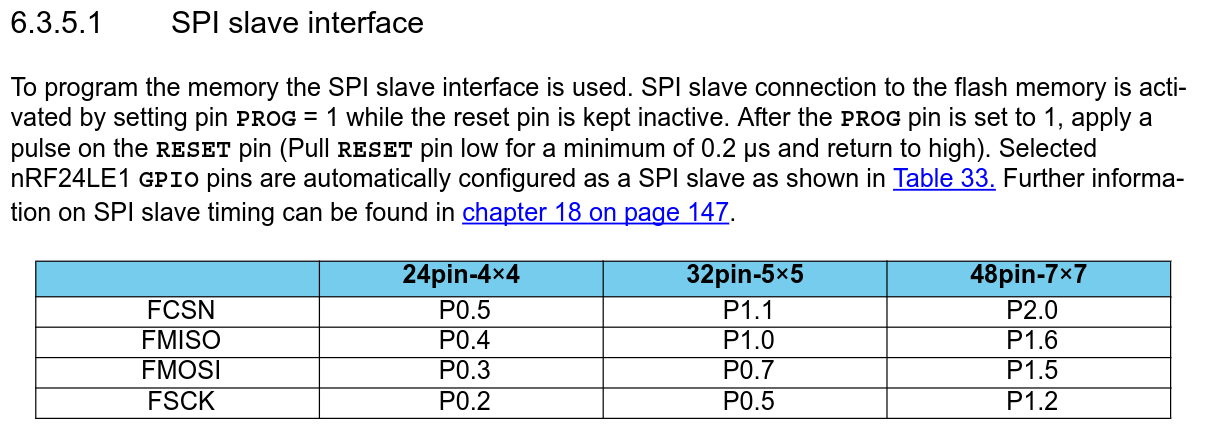 6.3.5.1 SPI slave interface
To program the memory the SPI slave interface is used. SPI slave connection to the flash memory is acti-
vated by setting pin PROG = 1 while the reset pin is kept inactive. After the PROG pin is set to 1, apply a
pulse on the RESET pin (Pull RESET pin low for a minimum of 0.2 μs and return to high). Selected
nRF24LE1 GPIO pins are automatically configured as a SPI slave as shown in Table 33. Further informa-
tion on SPI slave timing can be found in chapter 18 on page 147.
24pin-4×4 32pin-5×5 48pin-7×7
FCSN P0.5 P1.1 P2.0
FMISO P0.4 P1.0 P1.6
FMOSI P0.3 P0.7 P1.5
FSCK P0.2 P0.5 P1.2